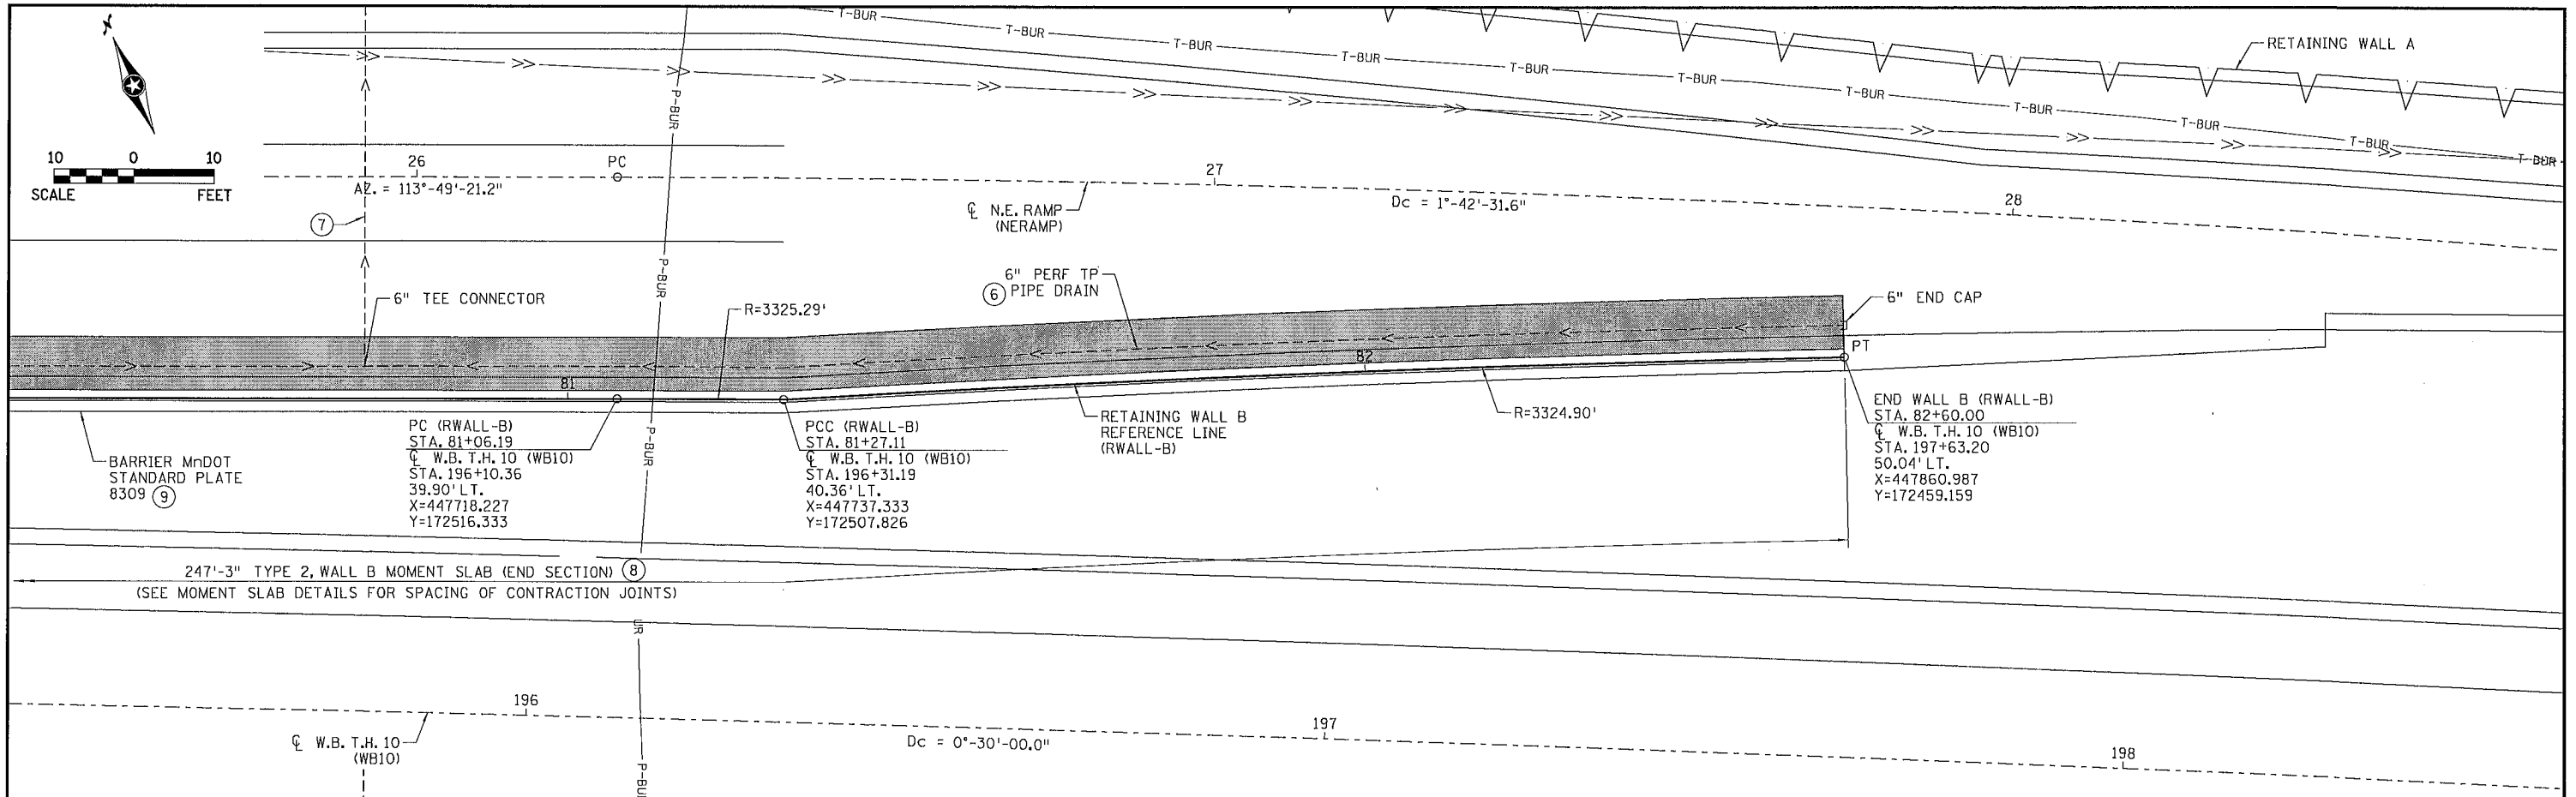 T-BUR
T-BUR
T-BUR
T-BUR
T-BUR
T-BUR
T-BUR
T-BUR
T-BUR
T-BUR
T-BUR
RETAINING WALL A
10 0 10
SCALE FEET
26
PC
AZ. = 113°-49'-21.2"
P-BUR
27
℄ N.E. RAMP
(NERAMP)
Dc = 1°-42'-31.6"
28
7
P-BUR
6" TEE CONNECTOR
R=3325.29'
6" PERF TP
6 PIPE DRAIN
6" END CAP
81
82
PT
BARRIER MnDOT
STANDARD PLATE
8309 9
PC (RWALL-B)
STA. 81+06.19
℄ W.B. T.H. 10 (WB10)
STA. 196+10.36
39.90' LT.
X=447718.227
Y=172516.333
P-BUR
PCC (RWALL-B)
STA. 81+27.11
℄ W.B. T.H. 10 (WB10)
STA. 196+31.19
40.36' LT.
X=447737.333
Y=172507.826
RETAINING WALL B
REFERENCE LINE
(RWALL-B)
R=3324.90'
END WALL B (RWALL-B)
STA. 82+60.00
℄ W.B. T.H. 10 (WB10)
STA. 197+63.20
50.04' LT.
X=447860.987
Y=172459.159
247'-3" TYPE 2, WALL B MOMENT SLAB (END SECTION) 8
(SEE MOMENT SLAB DETAILS FOR SPACING OF CONTRACTION JOINTS)
UR
196
197
198
℄ W.B. T.H. 10
(WB10)
Dc = 0°-30'-00.0"
P-BUR